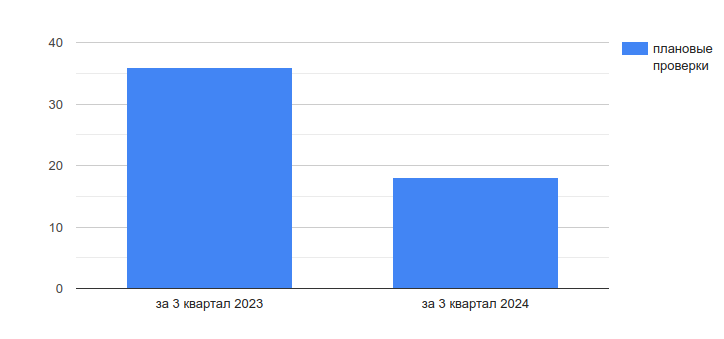 40
плановые
проверки
30
20
10
0
за 3 квартал 2023
за 3 квартал 2024